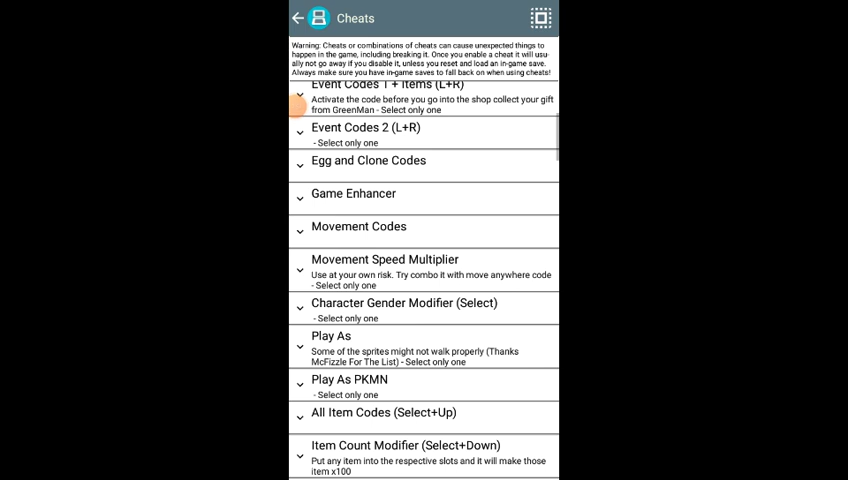 Cheats
Warning: Cheats or combinations of cheats can cause unexpected things to
happen in the game, including breaking it. Once you enable a cheat it will usu-
ally not go away if you disable it, unless you reset and load an in-game save.
Always make sure you have in-game saves to fall back on when using cheats!
Event Codes 1 + Items (L+R)
Activate the code before you go into the shop collect your gift
from GreenMan - Select only one
Event Codes 2 (L+R)
- Select only one
Egg and Clone Codes
Game Enhancer
Movement Codes
Movement Speed Multiplier
Use at your own risk. Try combo it with move anywhere code
- Select only one
Character Gender Modifier (Select)
- Select only one
Play As
Some of the sprites might not walk properly (Thanks
McFizzle For The List) - Select only one
Play As PKMN
- Select only one
All Item Codes (Select+Up)
Item Count Modifier (Select+Down)
Put any item into the respective slots and it will make those
item x100